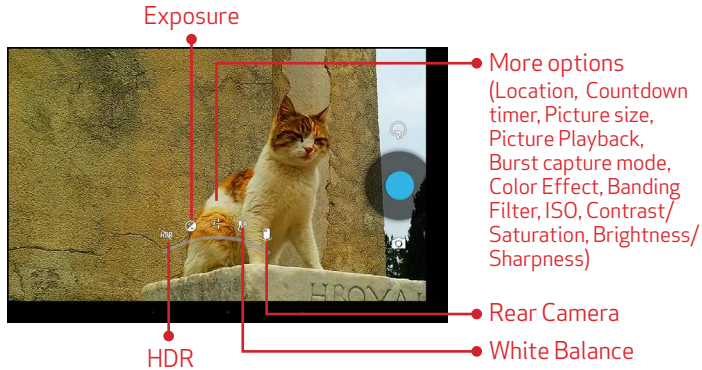 Exposure
More options
(Location, Countdown
timer, Picture size,
Picture Playback,
Burst capture mode,
Color Effect, Banding
Filter, ISO, Contrast/
Saturation, Brightness/
Sharpness)
HDR
Rear Camera
White Balance
HDR